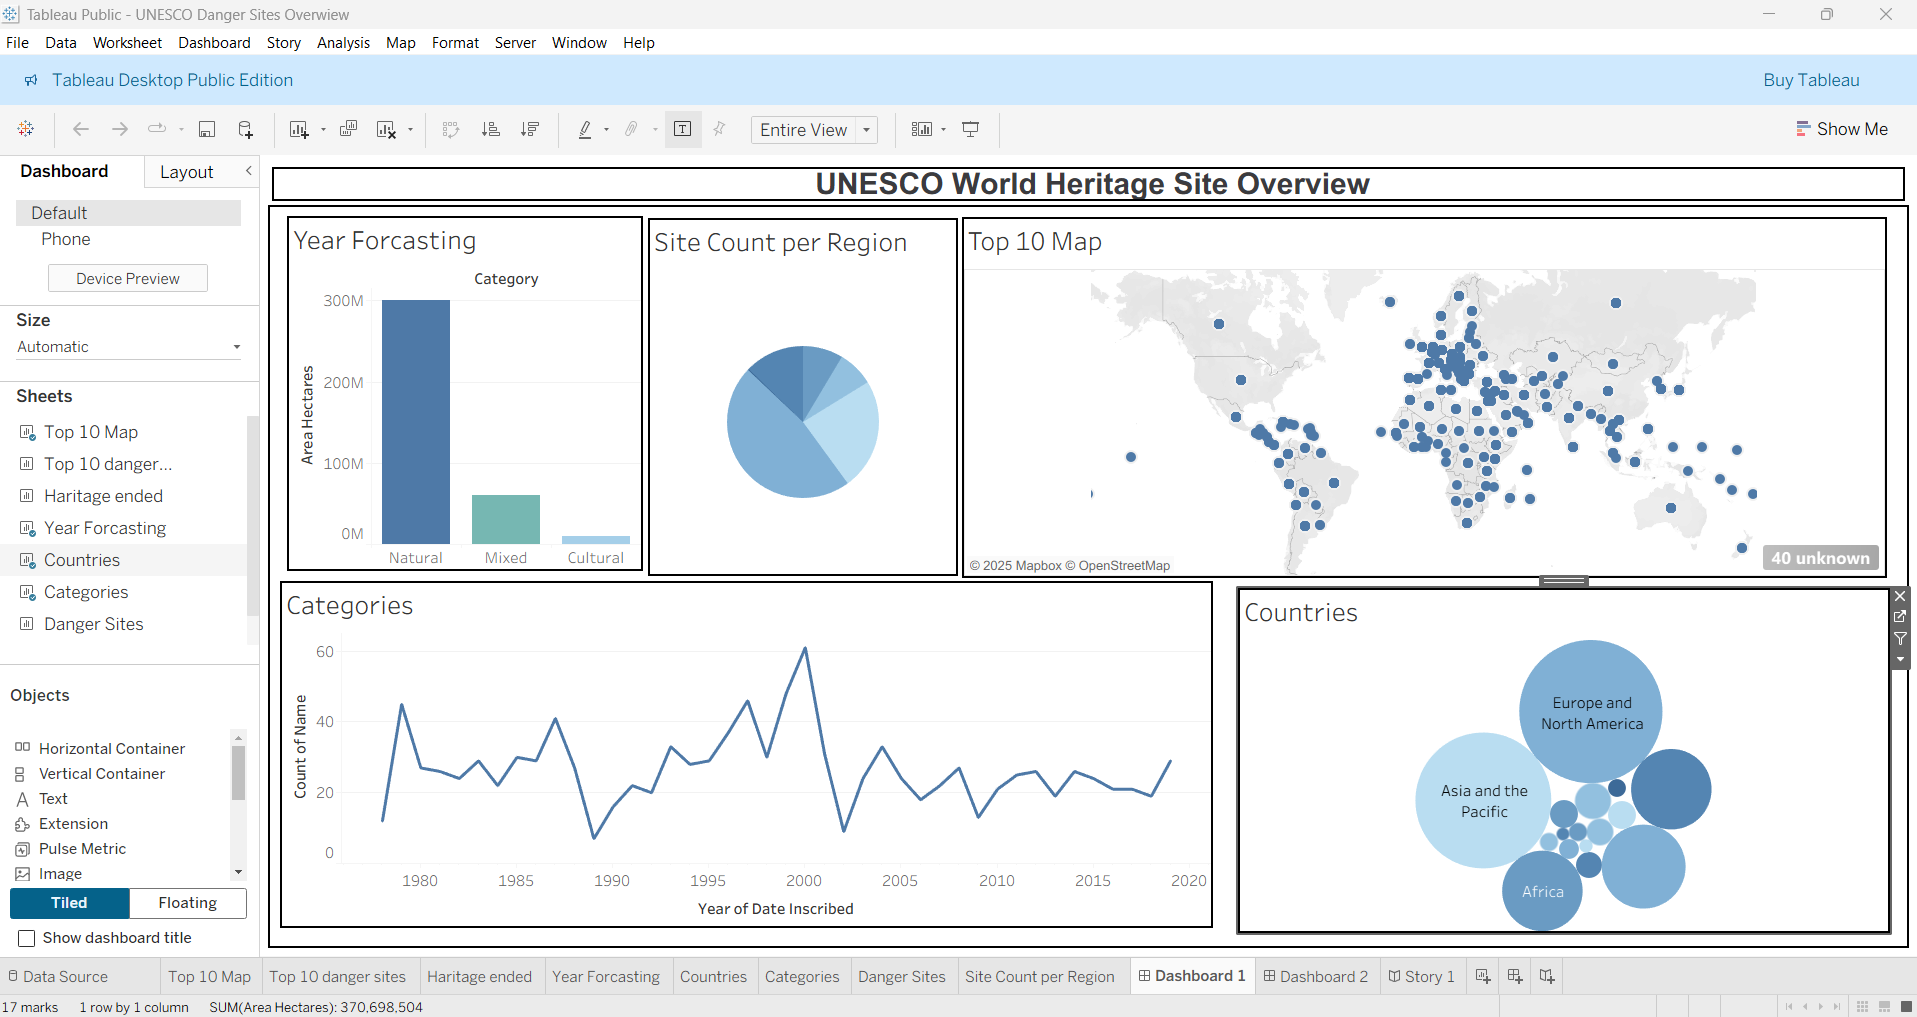 Tableau Public - UNESCO Danger Sites Overwiew
File Data Worksheet Dashboard Story Analysis Map Format Server Window Help
Tableau Desktop Public Edition
Buy Tableau
Entire View
Show Me
Dashboard
Layout
Default
Phone
Device Preview
Size
Automatic
Sheets
Top 10 Map
Top 10 danger...
Haritage ended
Year Forcasting
Countries
Categories
Danger Sites
Objects
Horizontal Container
Vertical Container
Text
Extension
Pulse Metric
Image
Tiled
Floating
Show dashboard title
UNESCO World Heritage Site Overview
Year Forcasting
Category
Area Hectares
300M
200M
100M
0M
Natural Mixed Cultural
Site Count per Region
Top 10 Map
© 2025 Mapbox © OpenStreetMap
40 unknown
Categories
Count of Name
60
40
20
0
1980 1985 1990 1995 2000 2005 2010 2015 2020
Year of Date Inscribed
Countries
Europe and
North America
Asia and the
Pacific
Africa
Data Source Top 10 Map Top 10 danger sites Haritage ended Year Forcasting Countries Categories Danger Sites Site Count per Region Dashboard 1 Dashboard 2 Story 1
17 marks 1 row by 1 column SUM(Area Hectares): 370,698,504